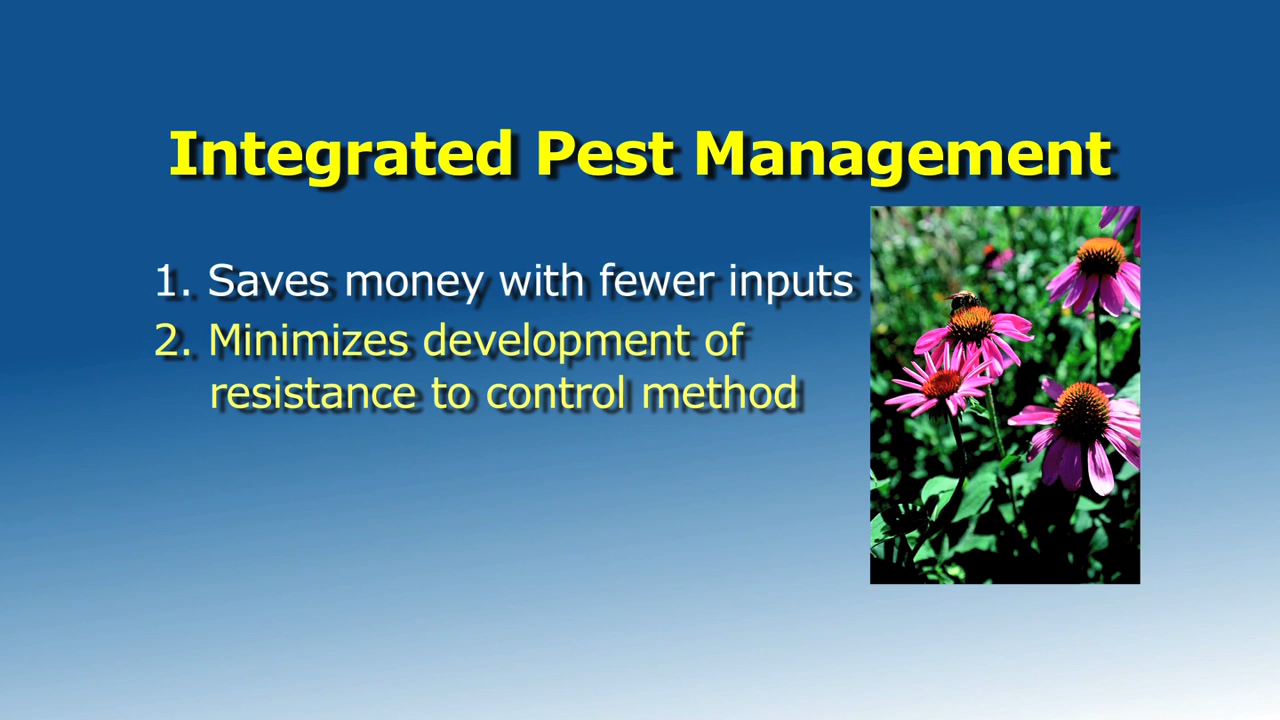 Integrated Pest Management
1. Saves money with fewer inputs
2. Minimizes development of
resistance to control method